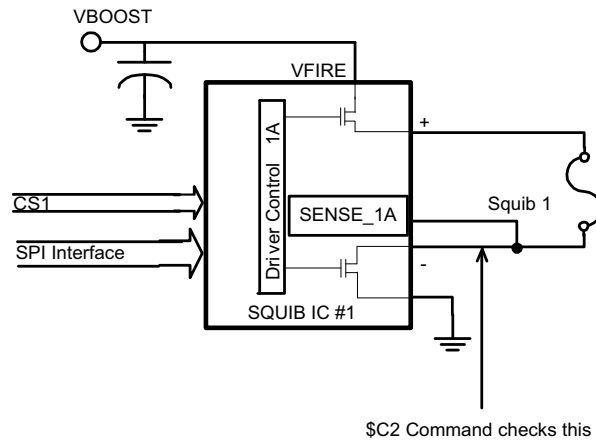 VBOOST
VFIRE
+
Driver Control 1A
CS1
SENSE_1A
Squib 1
SPI Interface
-
SQUIB IC #1
$C2 Command checks this